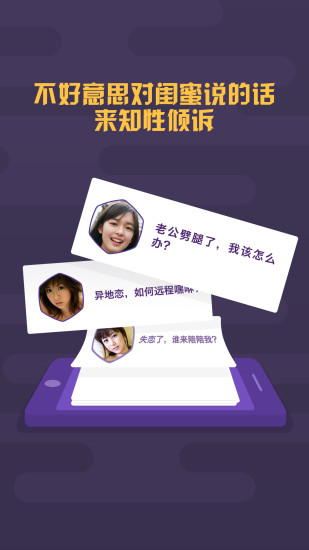 不好意思对闺蜜说的话
来知性倾诉
老公劈腿了，我该怎么
办？
异地恋，如何远程嘿咻？
失恋了，谁来陪陪我？